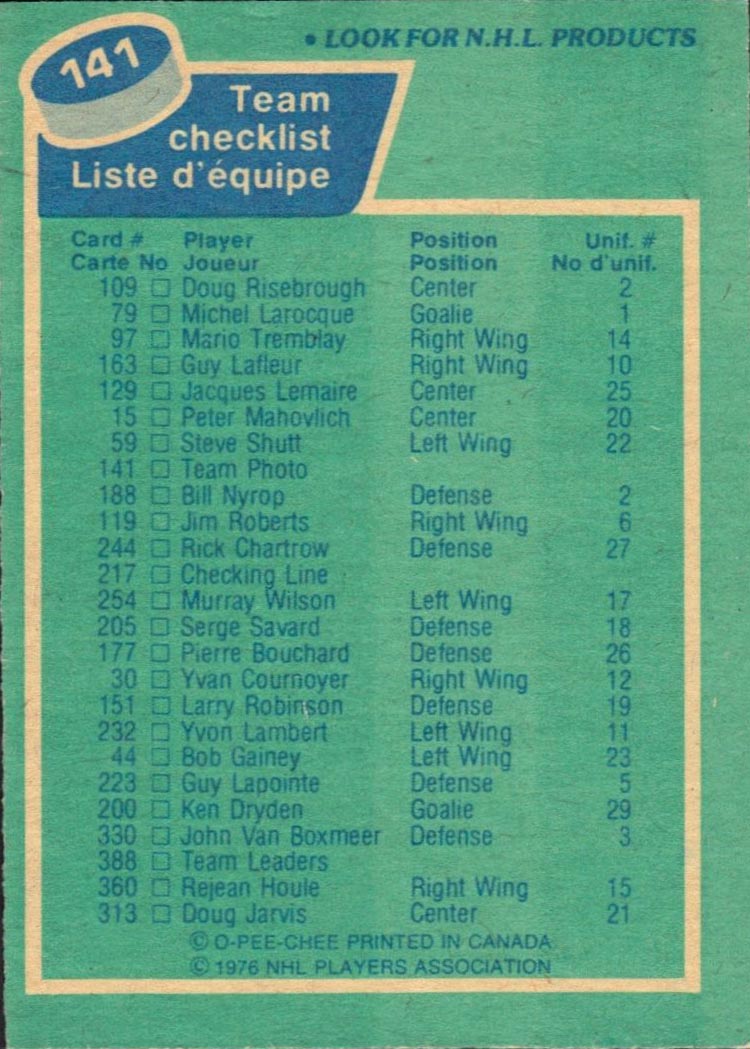 • LOOK FOR N.H.L. PRODUCTS
141
Team
checklist
Liste d'équipe
Card # Player Position Unif. #
Carte No Joueur Position No d'unif.
109 □ Doug Risebrough Center 2
79 □ Michel Larocque Goalie 1
97 □ Mario Tremblay Right Wing 14
163 □ Guy Lafleur Right Wing 10
129 □ Jacques Lemaire Center 25
15 □ Peter Mahovlich Center 20
59 □ Steve Shutt Left Wing 22
141 □ Team Photo
188 □ Bill Nyrop Defense 2
119 □ Jim Roberts Right Wing 6
244 □ Rick Chartrow Defense 27
217 □ Checking Line
254 □ Murray Wilson Left Wing 17
205 □ Serge Savard Defense 18
177 □ Pierre Bouchard Defense 26
30 □ Yvan Cournoyer Right Wing 12
151 □ Larry Robinson Defense 19
232 □ Yvon Lambert Left Wing 11
44 □ Bob Gainey Left Wing 23
223 □ Guy Lapointe Defense 5
200 □ Ken Dryden Goalie 29
330 □ John Van Boxmeer Defense 3
388 □ Team Leaders
360 □ Rejean Houle Right Wing 15
313 □ Doug Jarvis Center 21
© O-PEE-CHEE PRINTED IN CANADA
© 1976 NHL PLAYERS ASSOCIATION